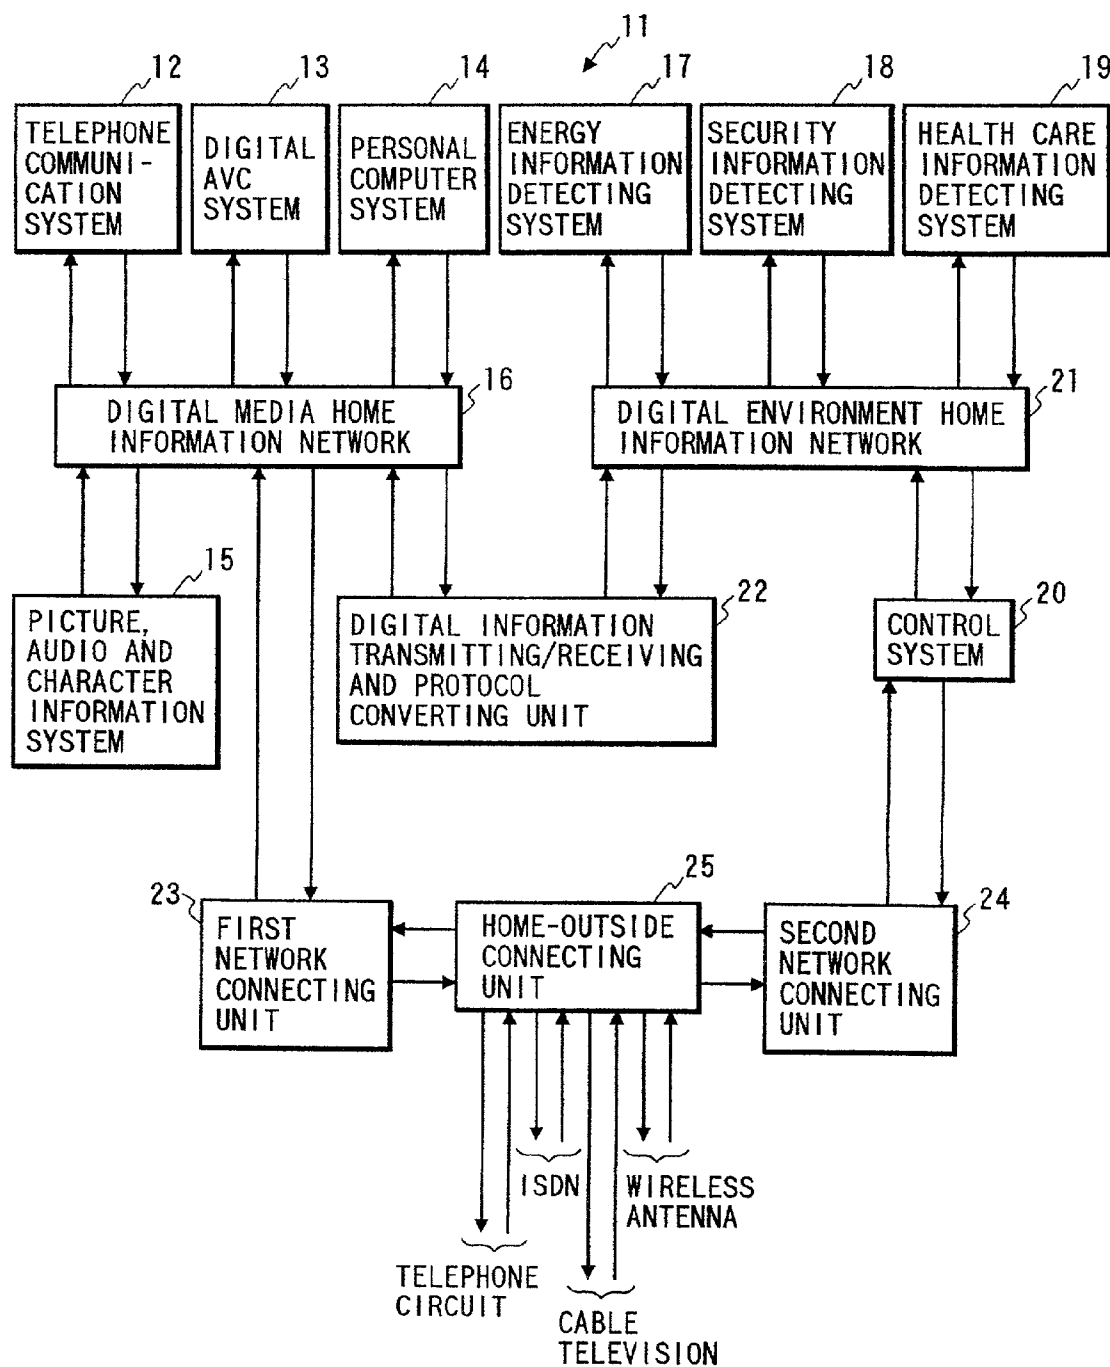 11
12
13
14
17
18
19
TELEPHONE
COMMUNI-
CATION
SYSTEM
DIGITAL
AVC
SYSTEM
PERSONAL
COMPUTER
SYSTEM
ENERGY
INFORMATION
DETECTING
SYSTEM
SECURITY
INFORMATION
DETECTING
SYSTEM
HEALTH CARE
INFORMATION
DETECTING
SYSTEM
16
DIGITAL MEDIA HOME
INFORMATION NETWORK
21
DIGITAL ENVIRONMENT HOME
INFORMATION NETWORK
15
PICTURE,
AUDIO AND
CHARACTER
INFORMATION
SYSTEM
22
DIGITAL INFORMATION
TRANSMITTING/RECEIVING
AND PROTOCOL
CONVERTING UNIT
20
CONTROL
SYSTEM
23
FIRST
NETWORK
CONNECTING
UNIT
25
HOME-OUTSIDE
CONNECTING
UNIT
24
SECOND
NETWORK
CONNECTING
UNIT
ISDN
WIRELESS
ANTENNA
TELEPHONE
CIRCUIT
CABLE
TELEVISION